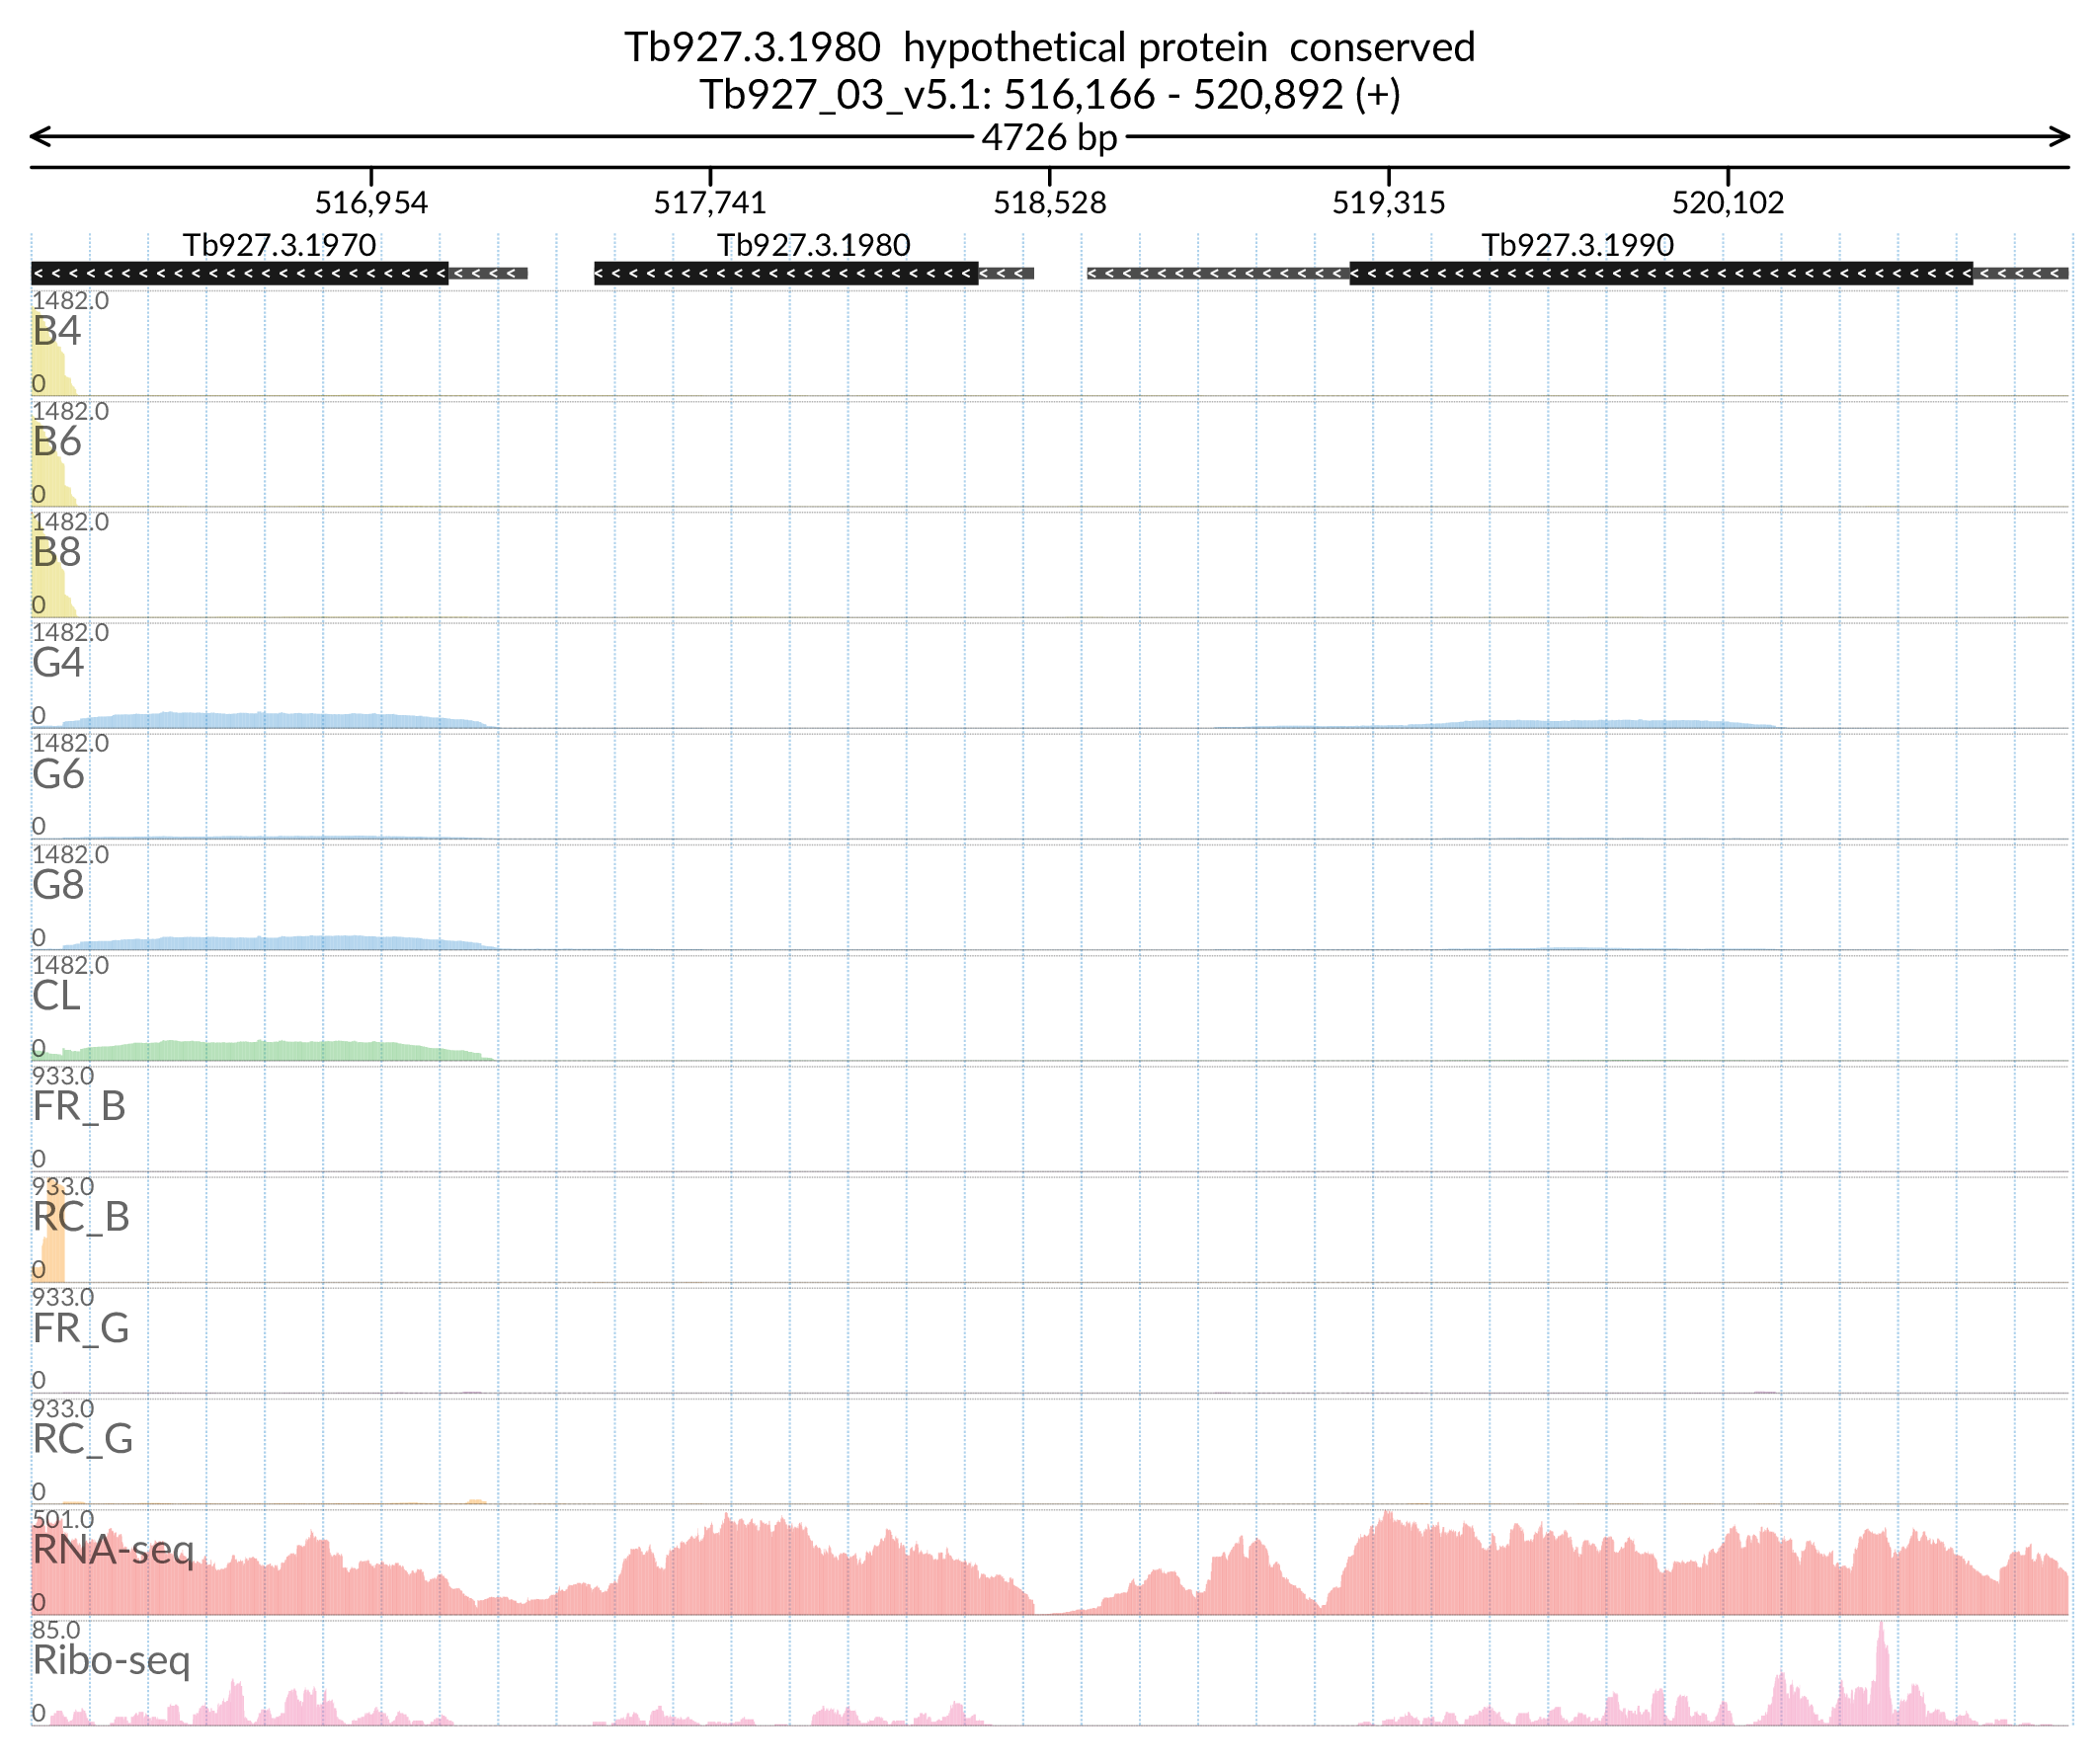 Tb927.3.1980  hypothetical protein  conserved
Tb927_03_v5.1: 516,166 - 520,892 (+)
4726 bp
516,954 517,741 518,528 519,315 520,102
Tb927.3.1970 Tb927.3.1980 Tb927.3.1990
1482.0
B4
0
1482.0
B6
0
1482.0
B8
0
1482.0
G4
0
1482.0
G6
0
1482.0
G8
0
1482.0
CL
0
933.0
FR_B
0
933.0
RC_B
0
933.0
FR_G
0
933.0
RC_G
0
501.0
RNA-seq
0
85.0
Ribo-seq
0